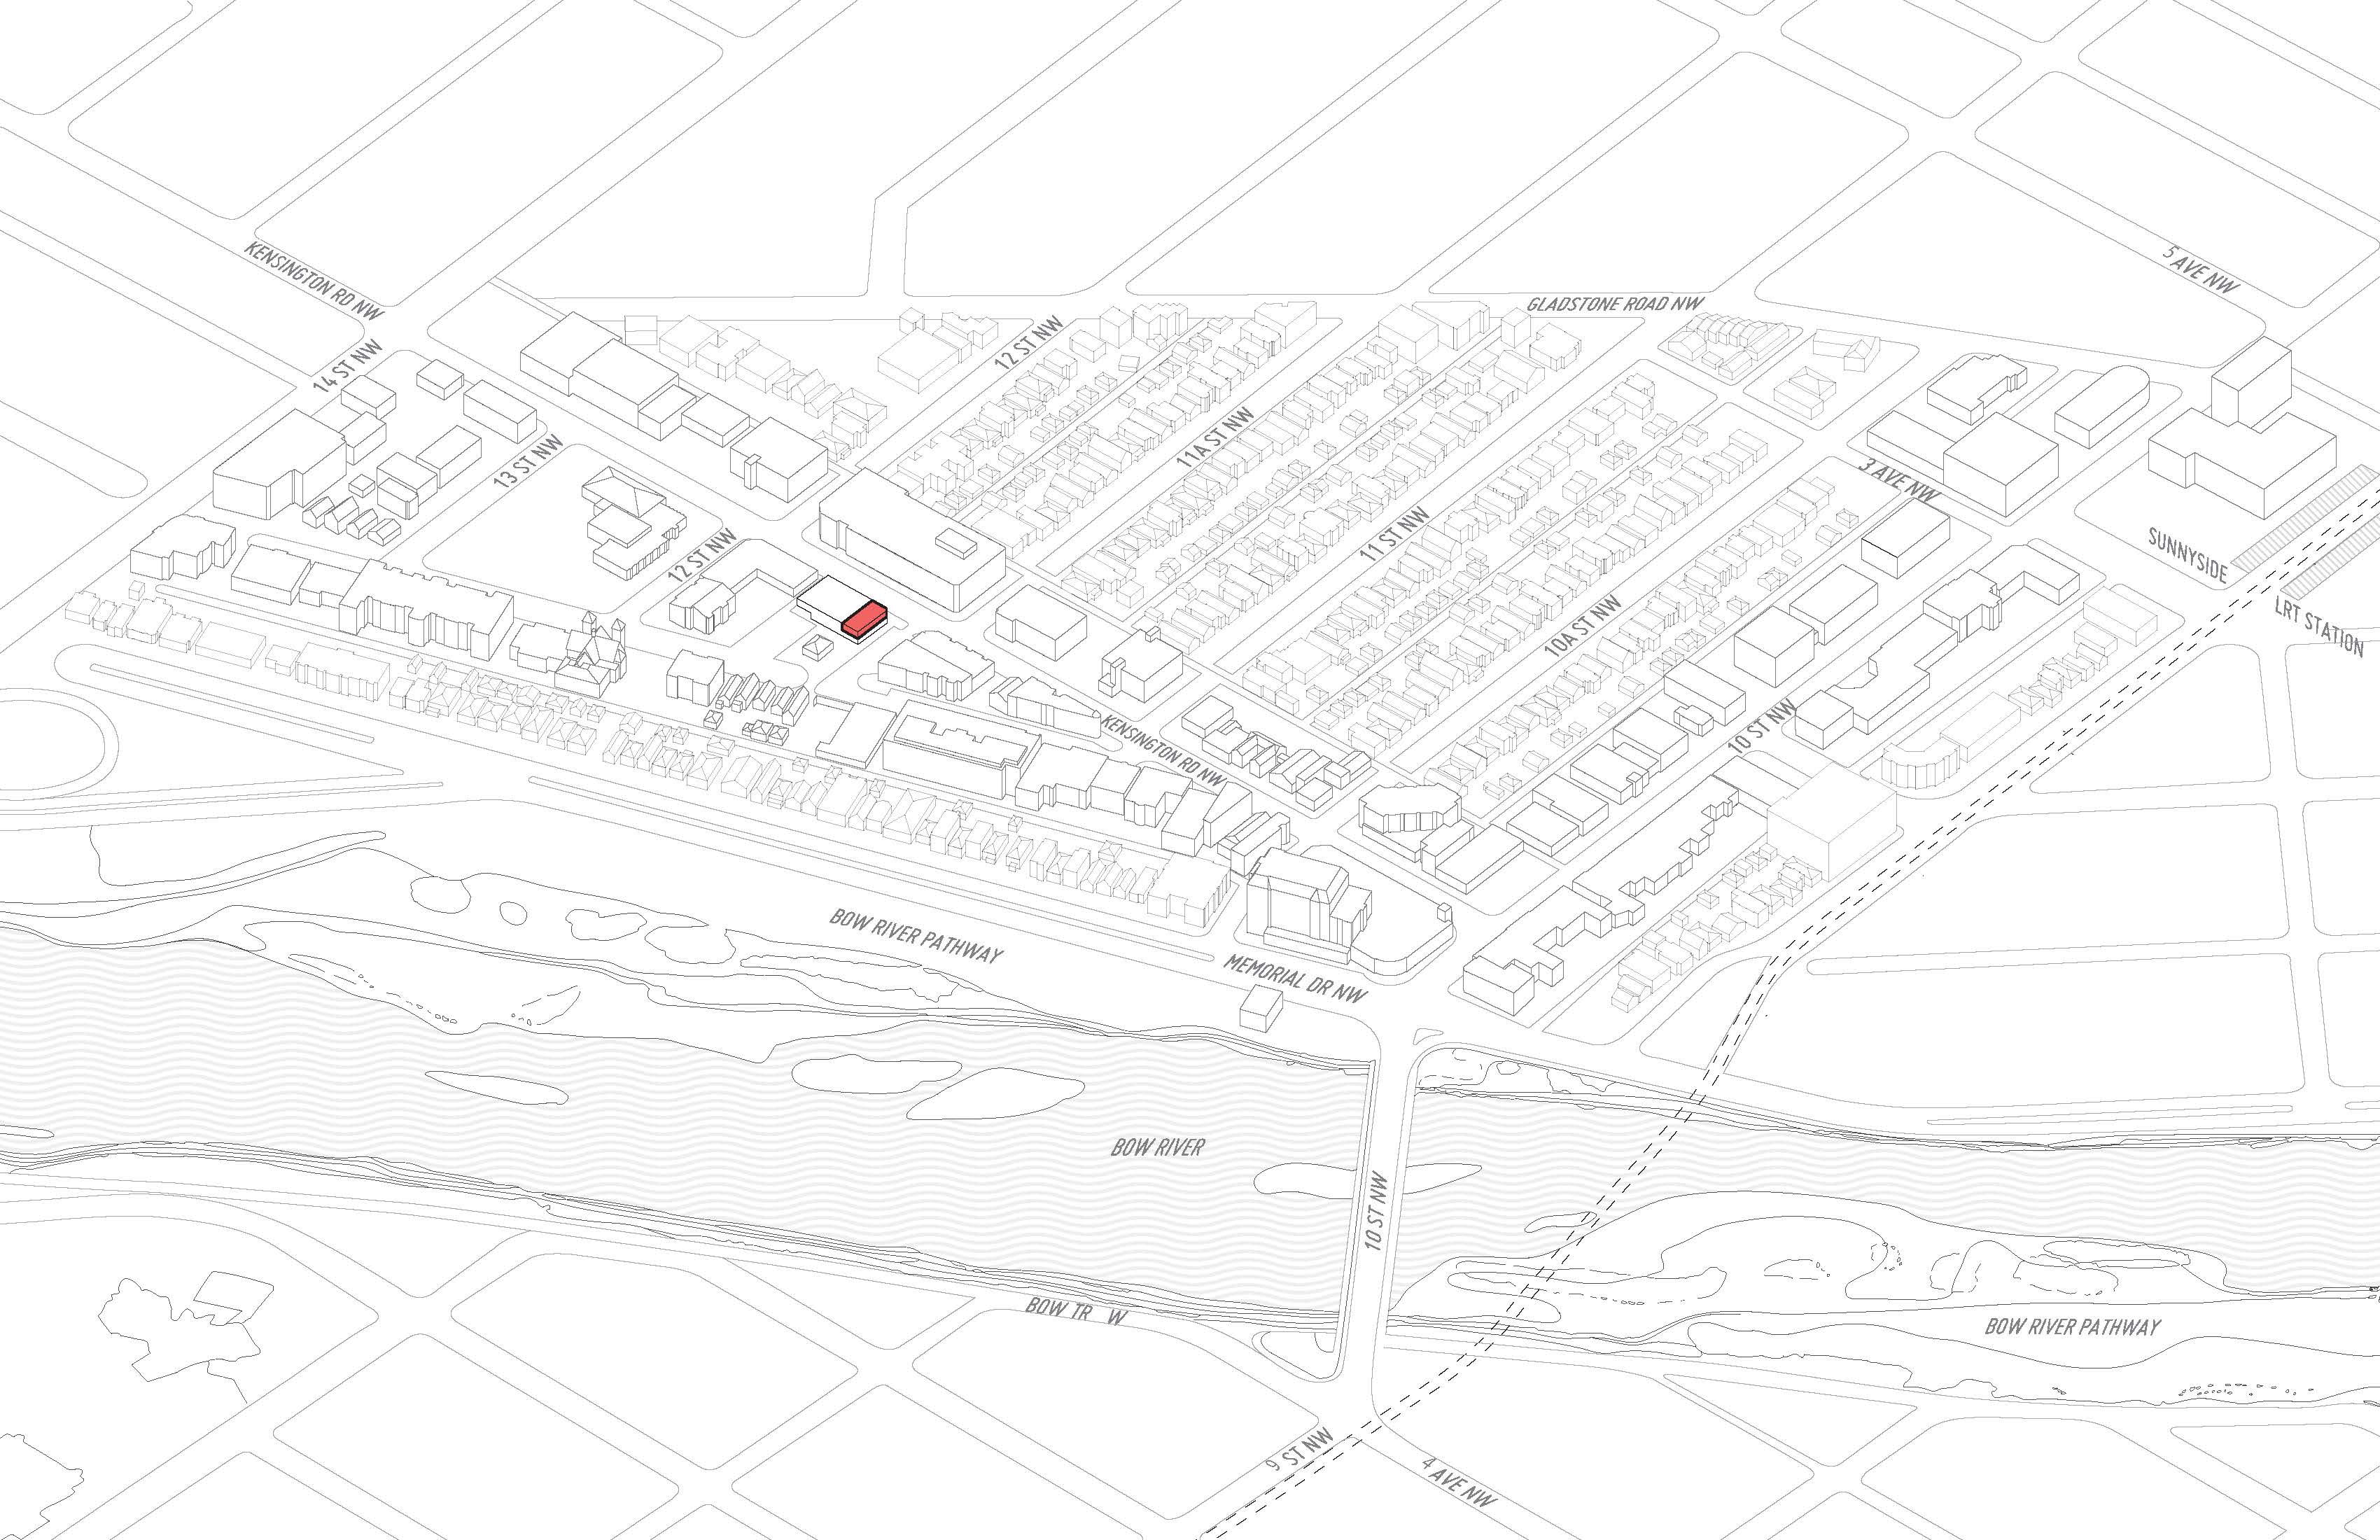 5 AVE NW
KENSINGTON RD NW
GLADSTONE ROAD NW
12 ST NW
14 ST NW
11A ST NW
13 ST NW
3 AVE NW
11 ST NW
12 ST NW
SUNNYSIDE
LRT STATION
10A ST NW
10 ST NW
KENSINGTON RD NW
BOW RIVER PATHWAY
MEMORIAL DR NW
BOW RIVER
10 ST NW
BOW TR W
BOW RIVER PATHWAY
9 ST NW
4 AVE NW